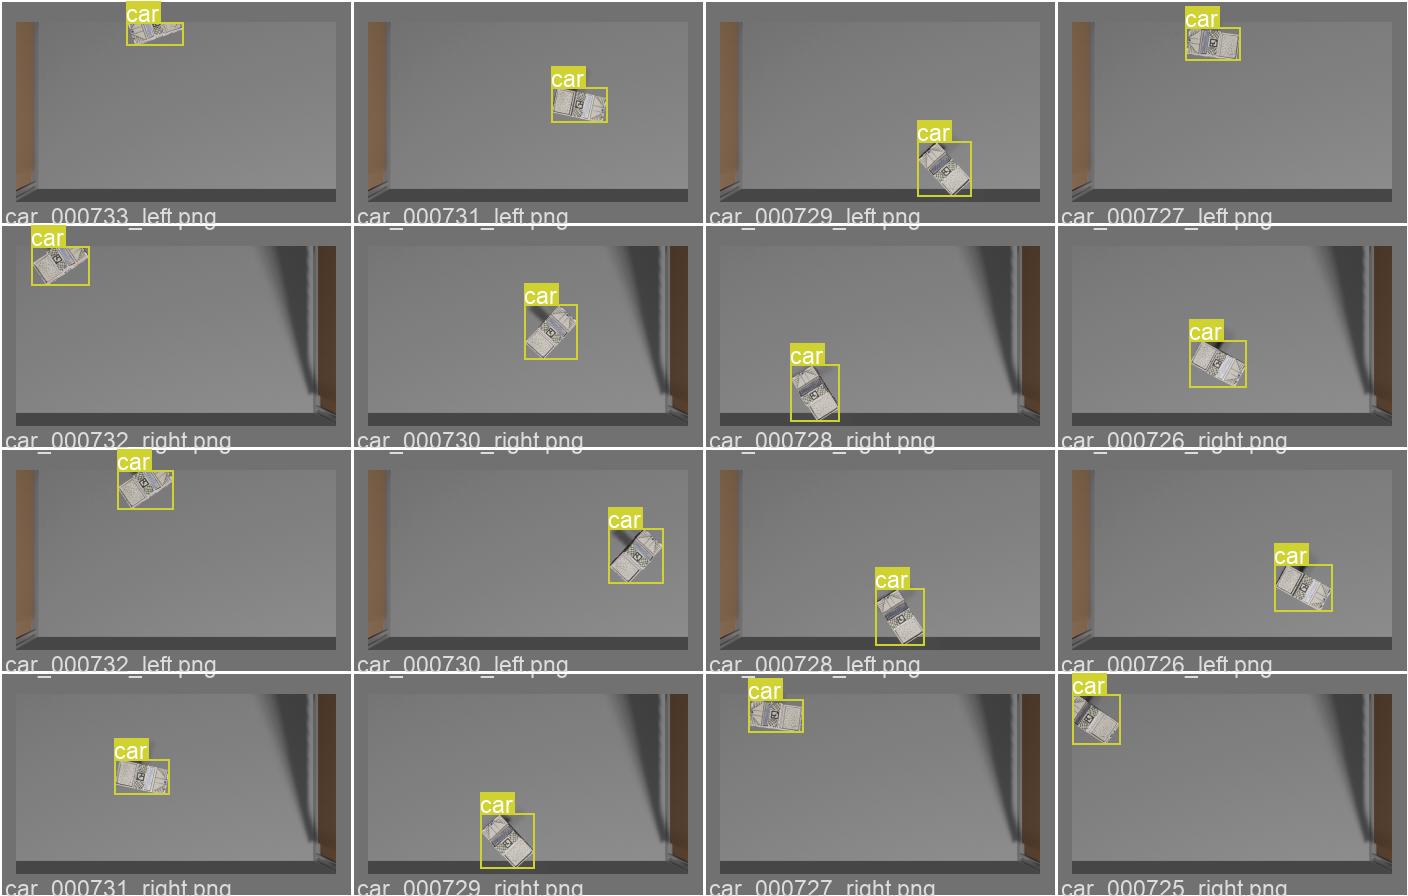 car
car
car
car
car_000733_left.png
car_000731_left.png
car_000729_left.png
car_000727_left.png
car
car
car
car
car_000732_right.png
car_000730_right.png
car_000728_right.png
car_000726_right.png
car
car
car
car
car_000732_left.png
car_000730_left.png
car_000728_left.png
car_000726_left.png
car
car
car
car
car_000731_right.png
car_000729_right.png
car_000727_right.png
car_000725_right.png